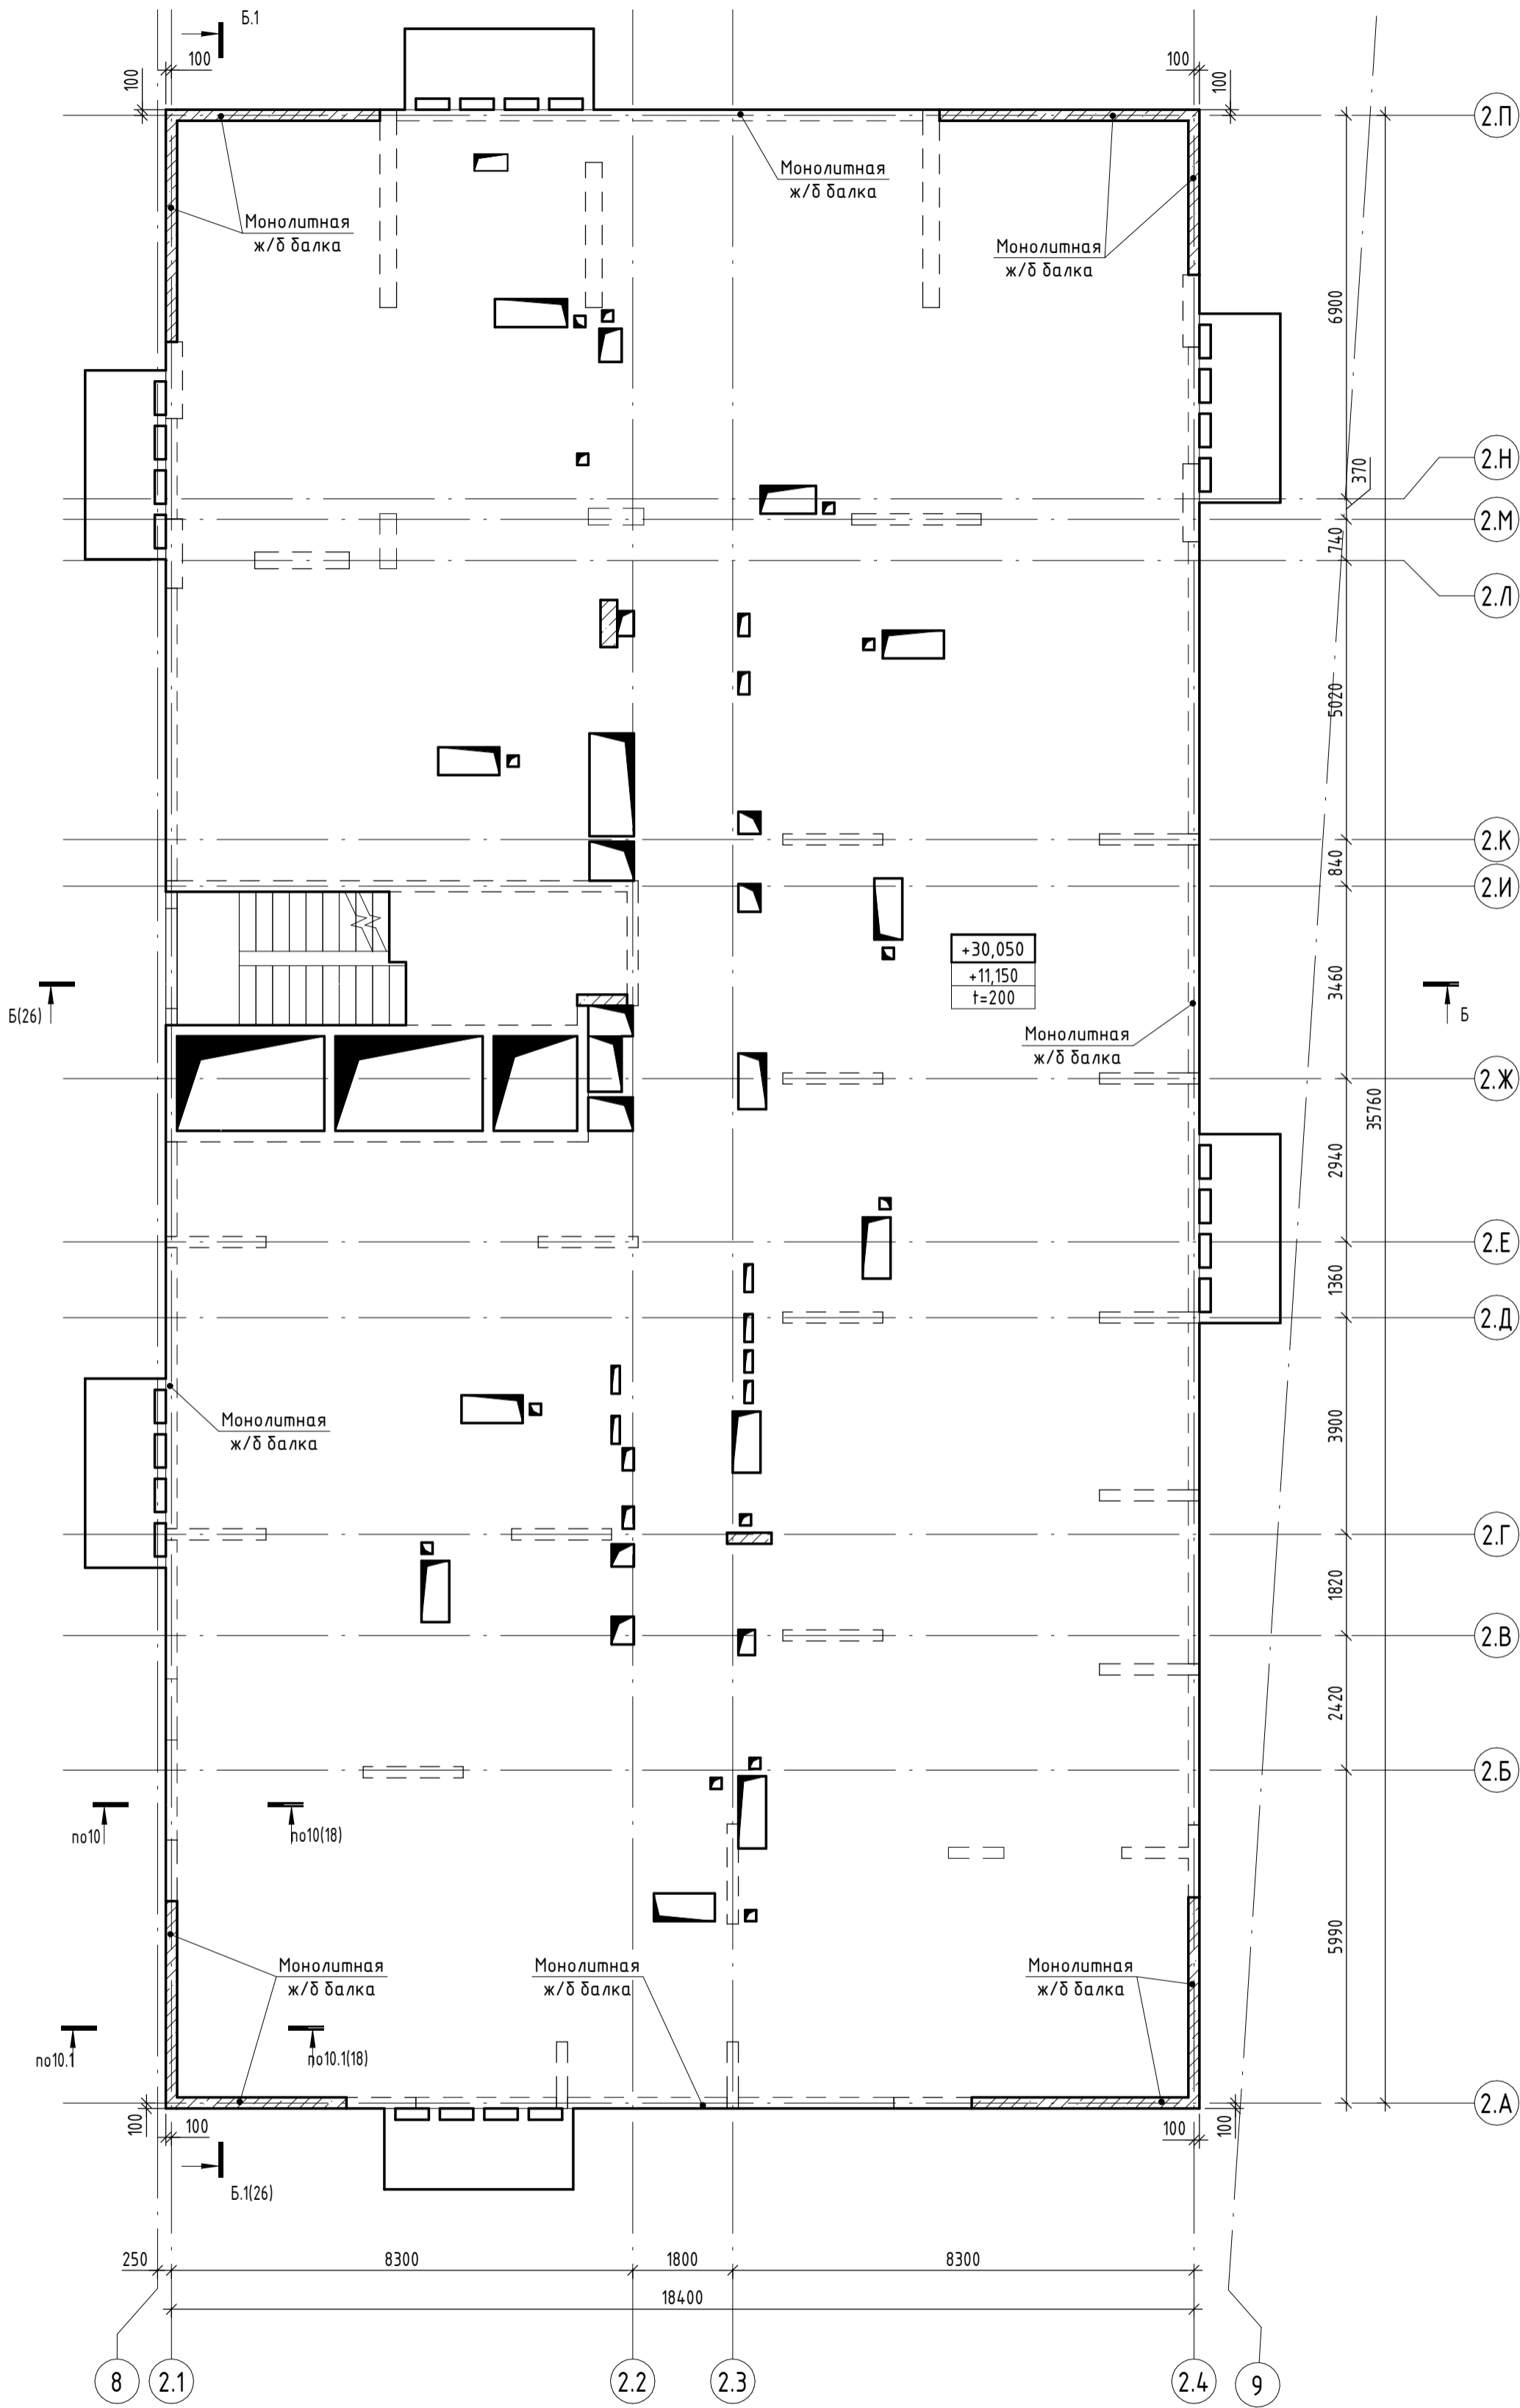 Б.1
100
100
100
100
2.П
Монолитная
ж/б балка
Монолитная
ж/б балка
Монолитная
ж/б балка
6900
2.Н
370
2.М
740
2.Л
5020
2.К
840
2.И
+30,050
+11,150
t=200
3460
Б(26)
Б
Монолитная
ж/б балка
2.Ж
35760
2940
2.Е
1360
2.Д
Монолитная
ж/б балка
3900
2.Г
1820
2.В
2420
2.Б
по10
по10(18)
5990
Монолитная
ж/б балка
Монолитная
ж/б балка
Монолитная
ж/б балка
по10.1
по10.1(18)
2.А
100
100
100
100
Б.1(26)
250
8300
1800
8300
18400
8
2.1
2.2
2.3
2.4
9